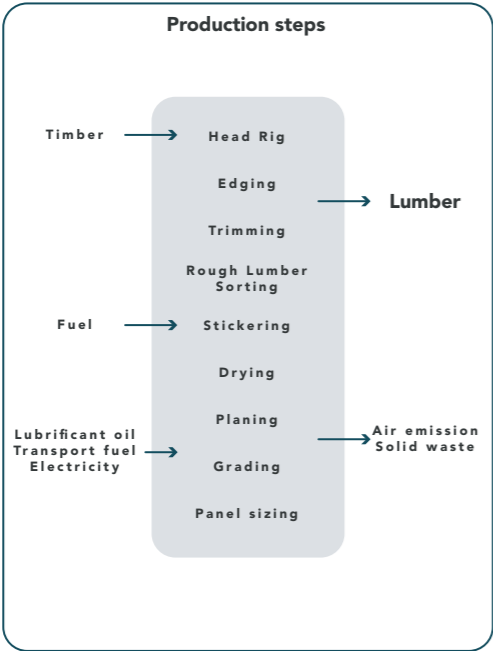 Production steps
Timber
Head Rig
Edging
Lumber
Trimming
Rough Lumber
Sorting
Fuel
Stickering
Drying
Planing
Lubrificant oil
Transport fuel
Electricity
Air emission
Solid waste
Grading
Panel sizing